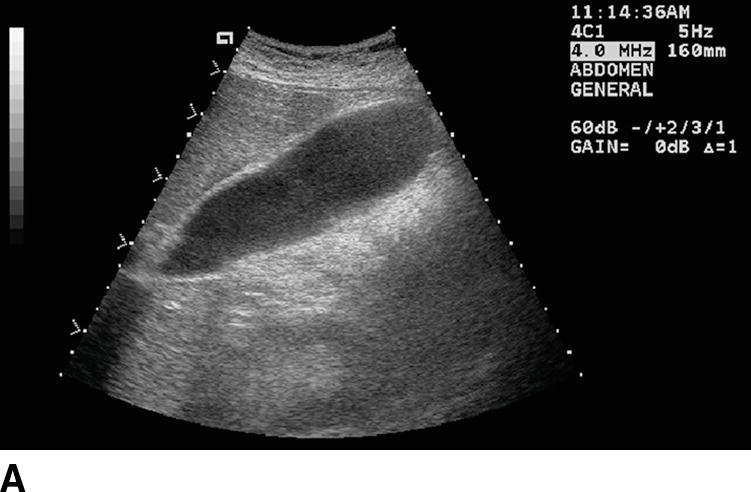 11:14:36AM
4C1 5Hz
4.0 MHz 160mm
ABDOMEN
GENERAL
60dB -/+2/3/1
GAIN= 0dB Δ=1
A